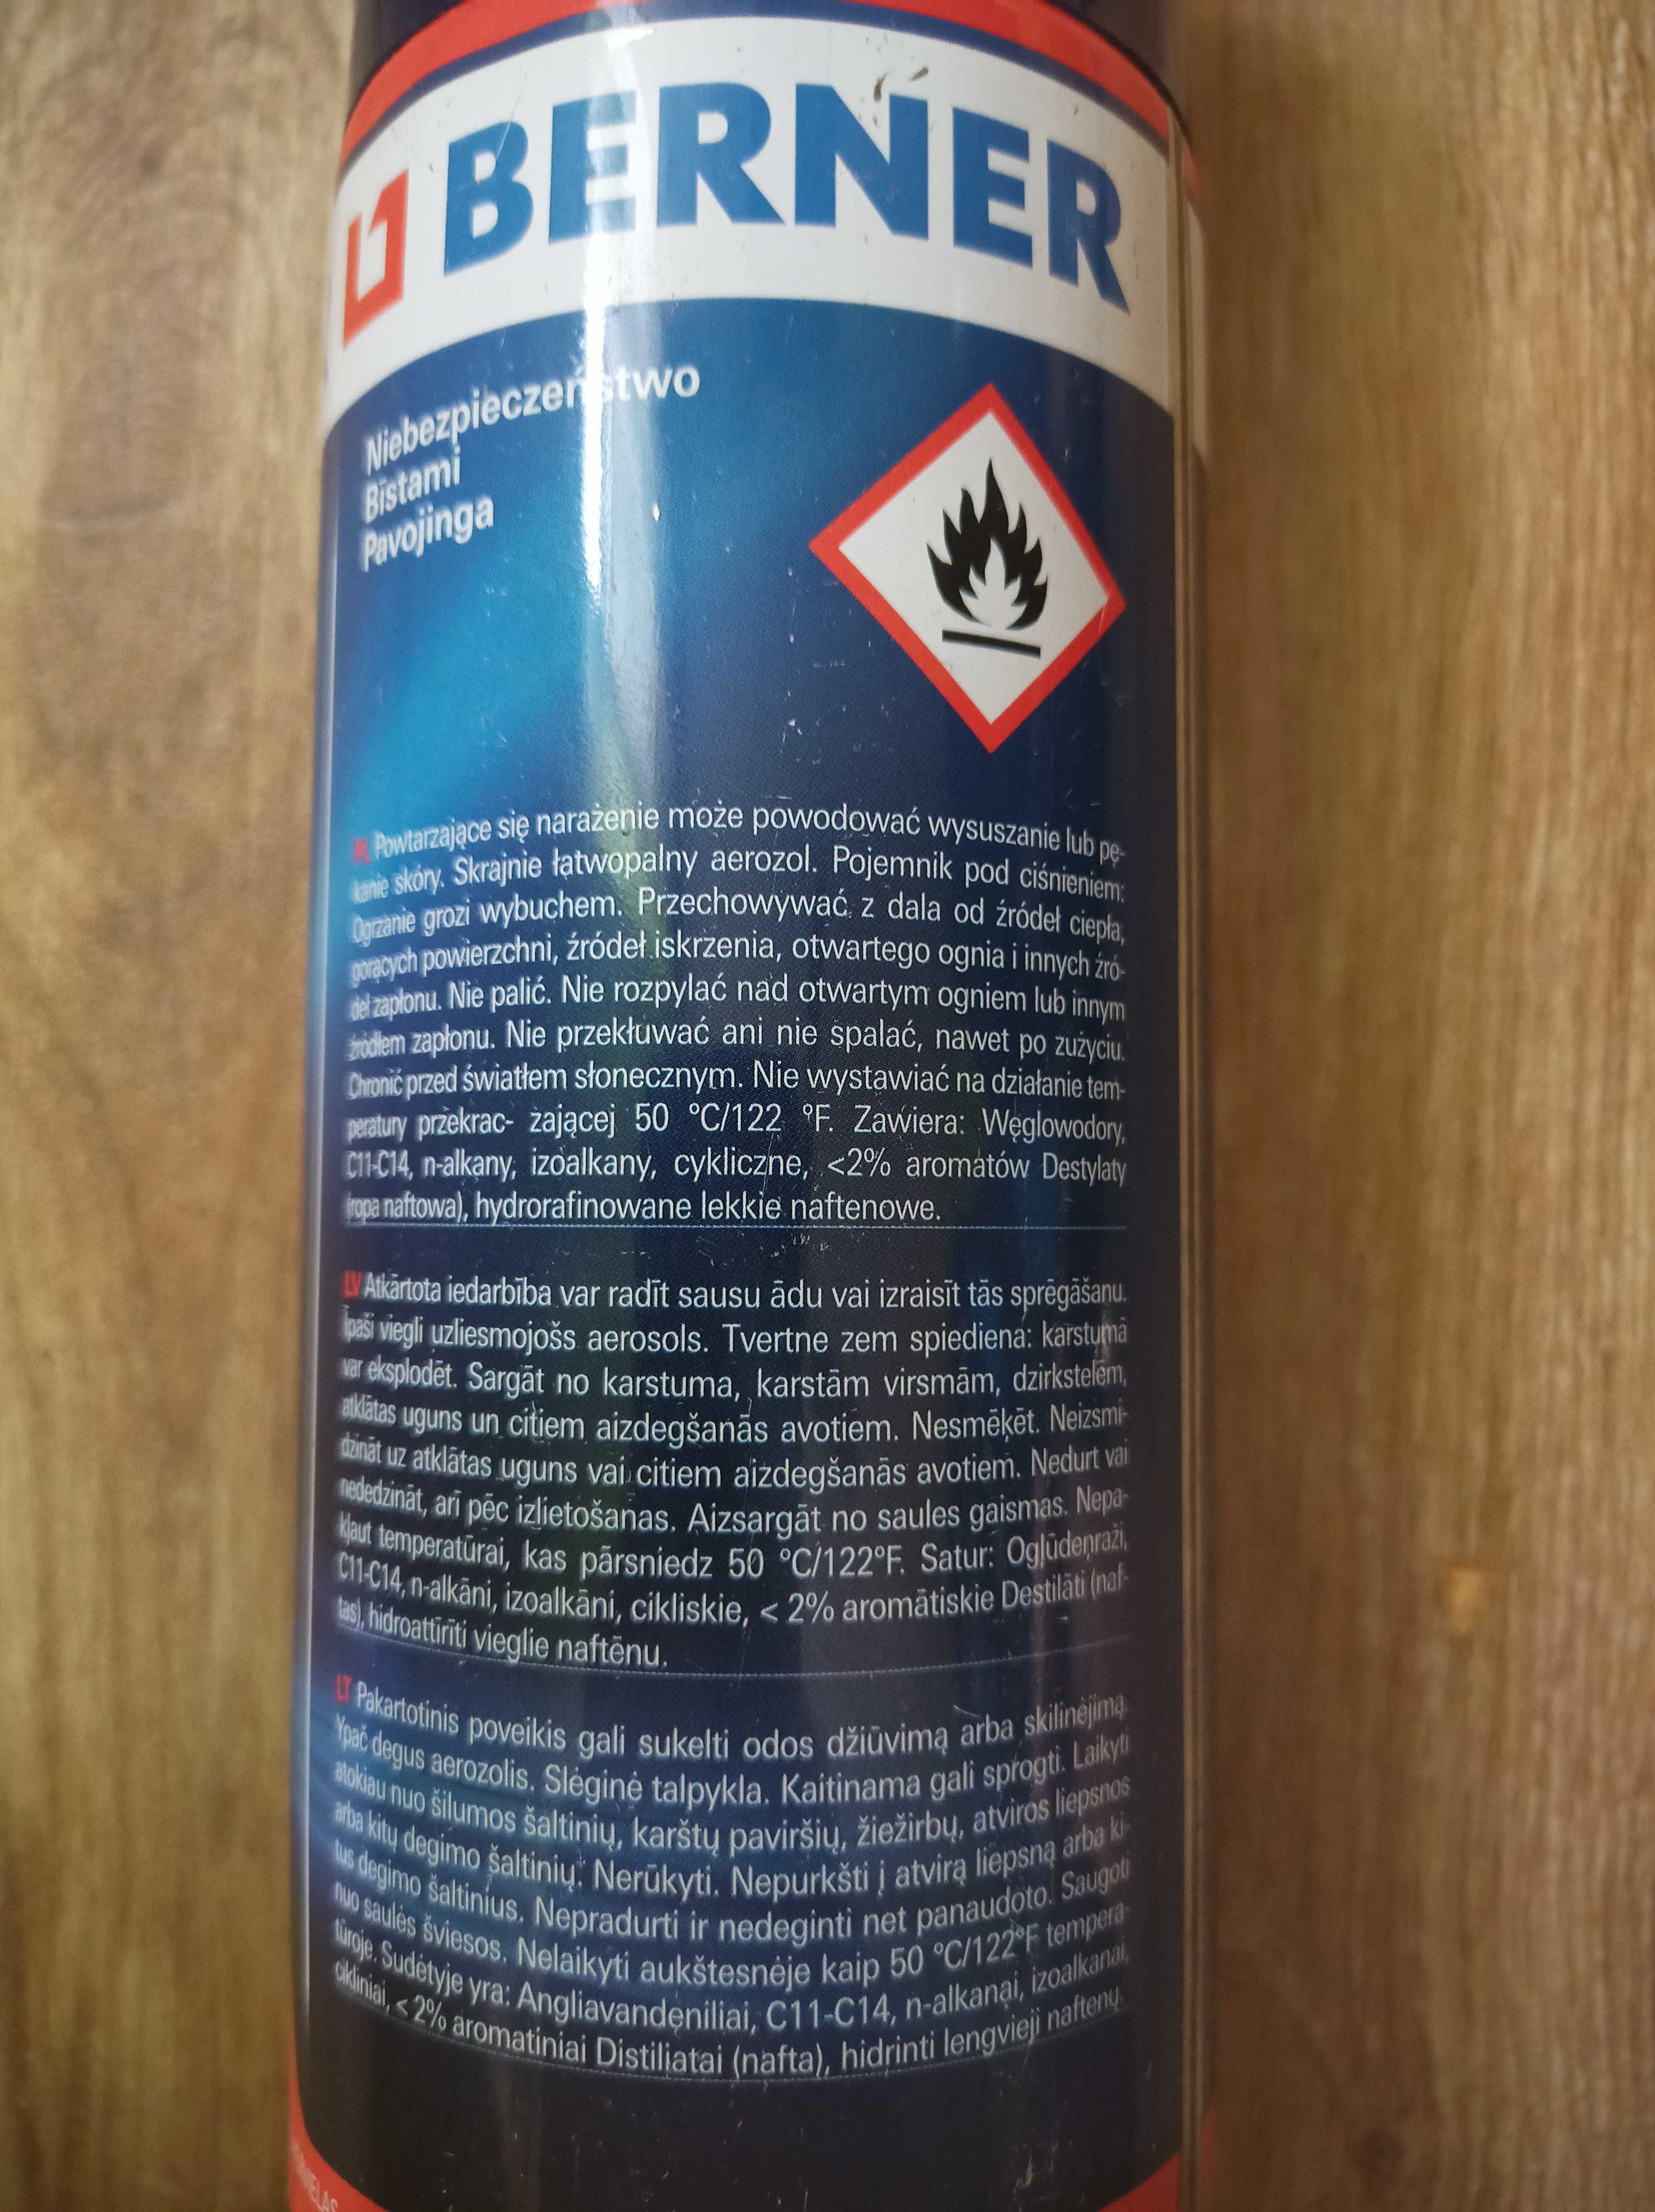 BERNER
Niebezpieczeństwo
Bīstami
Pavojinga
PL Powtarzające się narażenie może powodować wysuszanie lub pę-
kanie skóry. Skrajnie łatwopalny aerozol. Pojemnik pod ciśnieniem:
Ogrzanie grozi wybuchem. Przechowywać z dala od źródeł ciepła,
gorących powierzchni, źródeł iskrzenia, otwartego ognia i innych źró-
deł zapłonu. Nie palić. Nie rozpylać nad otwartym ogniem lub innym
źródłem zapłonu. Nie przekłuwać ani nie spalać, nawet po zużyciu.
Chronić przed światłem słonecznym. Nie wystawiać na działanie tem-
peratury przekrac- zającej 50 °C/122 °F. Zawiera: Węglowodory,
C11-C14, n-alkany, izoalkany, cykliczne, <2% aromatów Destylaty
(ropa naftowa), hydrorafinowane lekkie naftenowe.
LV Atkārtota iedarbība var radīt sausu ādu vai izraisīt tās sprēgāšanu.
Īpaši viegli uzliesmojošs aerosols. Tvertne zem spiediena: karstumā
var eksplodēt. Sargāt no karstuma, karstām virsmām, dzirkstelēm,
atklātas uguns un citiem aizdegšanās avotiem. Nesmēķēt. Neizsmi-
dzināt uz atklātas uguns vai citiem aizdegšanās avotiem. Nedurt vai
nededzināt, arī pēc izlietošanas. Aizsargāt no saules gaismas. Nepa-
kļaut temperatūrai, kas pārsniedz 50 °C/122°F. Satur: Ogļūdeņraži,
C11-C14, n-alkāni, izoalkāni, cikliskie, < 2% aromātiskie Destilāti (naf-
tas), hidroattīrīti vieglie naftēnu.
LT Pakartotinis poveikis gali sukelti odos džiūvimą arba skilinėjimą.
Ypač degus aerozolis. Slėginė talpykla. Kaitinama gali sprogti. Laikyti
atokiau nuo šilumos šaltinių, karštų paviršių, žiežirbų, atviros liepsnos
arba kitų degimo šaltinių. Nerūkyti. Nepurkšti į atvirą liepsną arba ki-
tus degimo šaltinius. Nepradurti ir nedeginti net panaudoto. Saugoti
nuo saulės šviesos. Nelaikyti aukštesnėje kaip 50 °C/122°F tempera-
tūroje. Sudėtyje yra: Angliavandeniliai, C11-C14, n-alkanai, izoalkanai,
cikliniai, < 2% aromatiniai Distiliatai (nafta), hidrinti lengvieji naftenų.